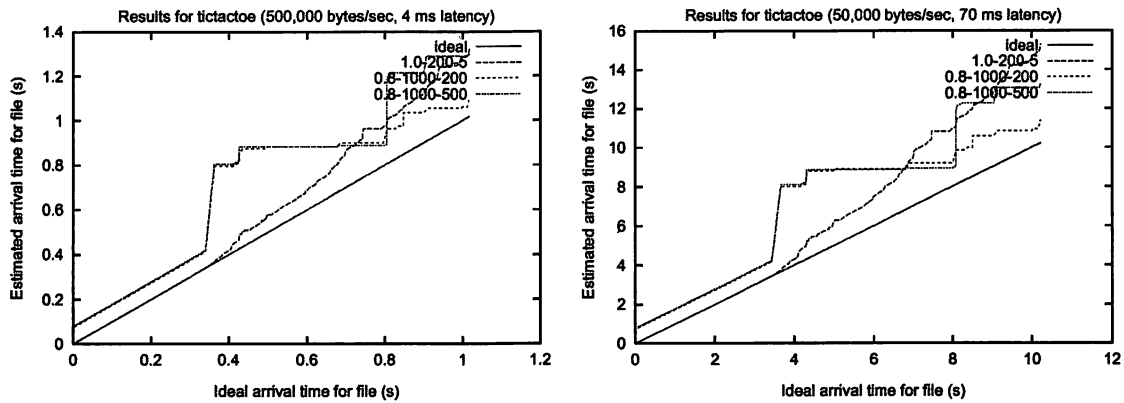 Results for tictactoe (500,000 bytes/sec, 4 ms latency)
Estimated arrival time for file (s)
1.4
1.2
1
0.8
0.6
0.4
0.2
0
ideal
1.0-200-5
0.8-1000-200
0.8-1000-500
0 0.2 0.4 0.6 0.8 1 1.2
Ideal arrival time for file (s)
Results for tictactoe (50,000 bytes/sec, 70 ms latency)
Estimated arrival time for file (s)
16
14
12
10
8
6
4
2
0
ideal
1.0-200-5
0.8-1000-200
0.8-1000-500
0 2 4 6 8 10 12
Ideal arrival time for file (s)